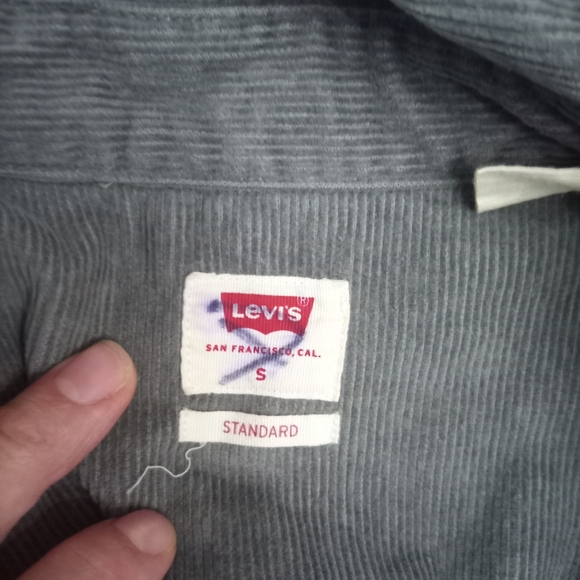 Levi's®
SAN FRANCISCO, CAL.
S
STANDARD